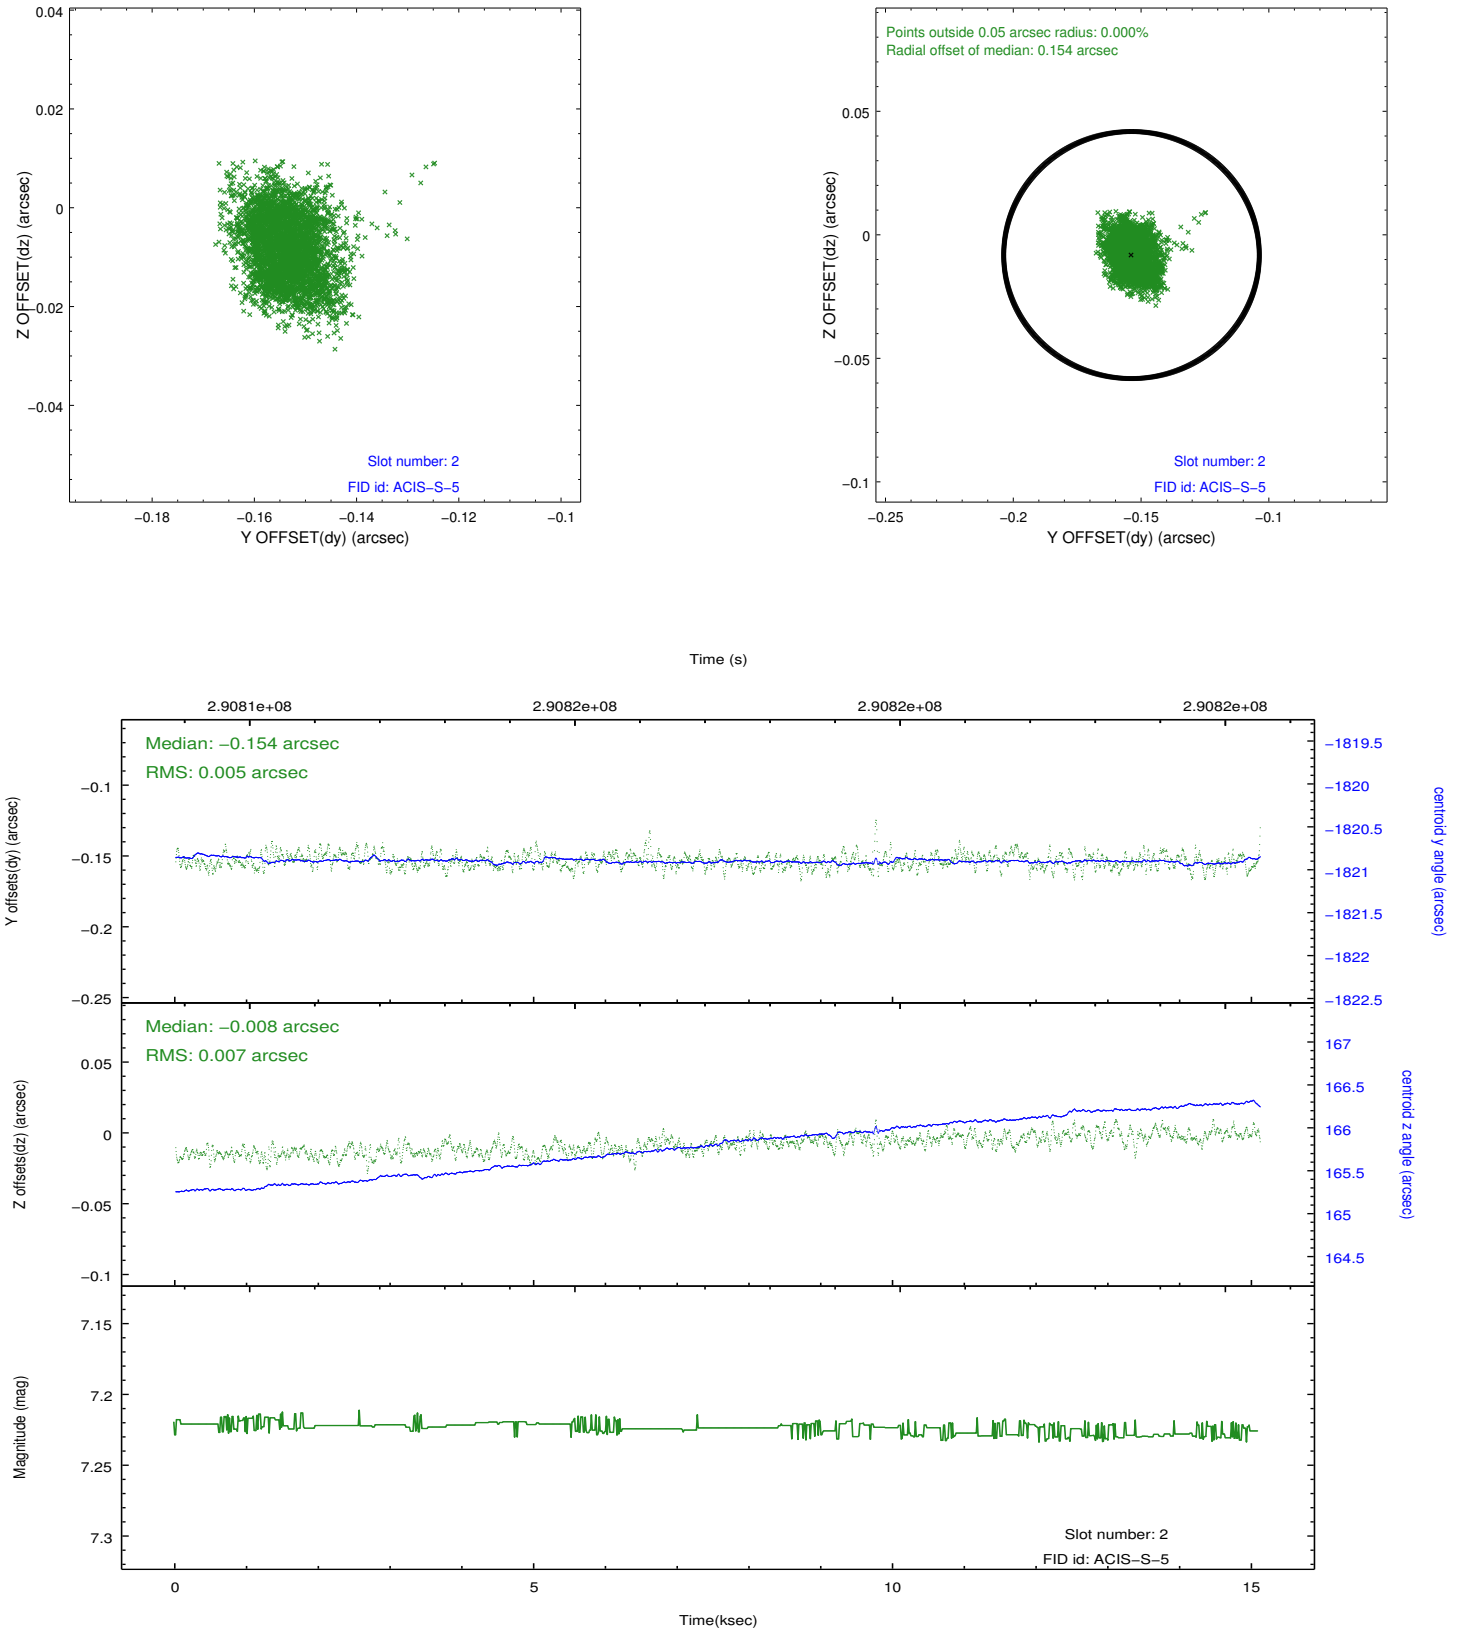 0.04
0.02
0
−0.02
−0.04
Z OFFSET(dz) (arcsec)
Slot number: 2
FID id: ACIS−S−5
−0.18
−0.16
−0.14
−0.12
−0.1
Y OFFSET(dy) (arcsec)
Points outside 0.05 arcsec radius: 0.000%
Radial offset of median: 0.154 arcsec
0.05
0
−0.05
−0.1
Z OFFSET(dz) (arcsec)
Slot number: 2
FID id: ACIS−S−5
−0.25
−0.2
−0.15
−0.1
Y OFFSET(dy) (arcsec)
Time (s)
2.9081e+08
2.9082e+08
2.9082e+08
2.9082e+08
Median: −0.154 arcsec
RMS: 0.005 arcsec
−0.1
−0.15
−0.2
−0.25
Y offsets(dy) (arcsec)
−1819.5
−1820
−1820.5
−1821
−1821.5
−1822
−1822.5
centroid y angle (arcsec)
Median: −0.008 arcsec
RMS: 0.007 arcsec
0.05
0
−0.05
−0.1
Z offsets(dz) (arcsec)
167
166.5
166
165.5
165
164.5
centroid z angle (arcsec)
7.15
7.2
7.25
7.3
Magnitude (mag)
Slot number: 2
FID id: ACIS−S−5
0
5
10
15
Time(ksec)